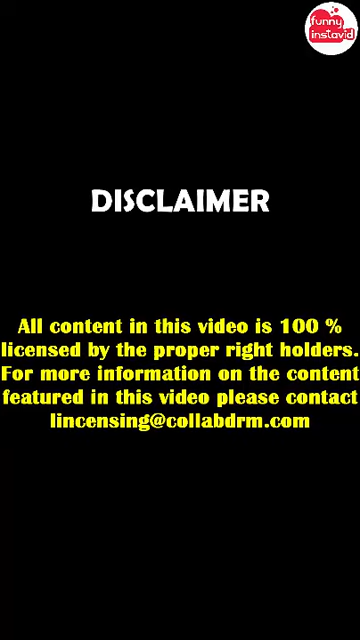 funny
instavid
DISCLAIMER
All content in this video is 100 %
licensed by the proper right holders.
For more information on the content
featured in this video please contact
lincensing@collabdrm.com